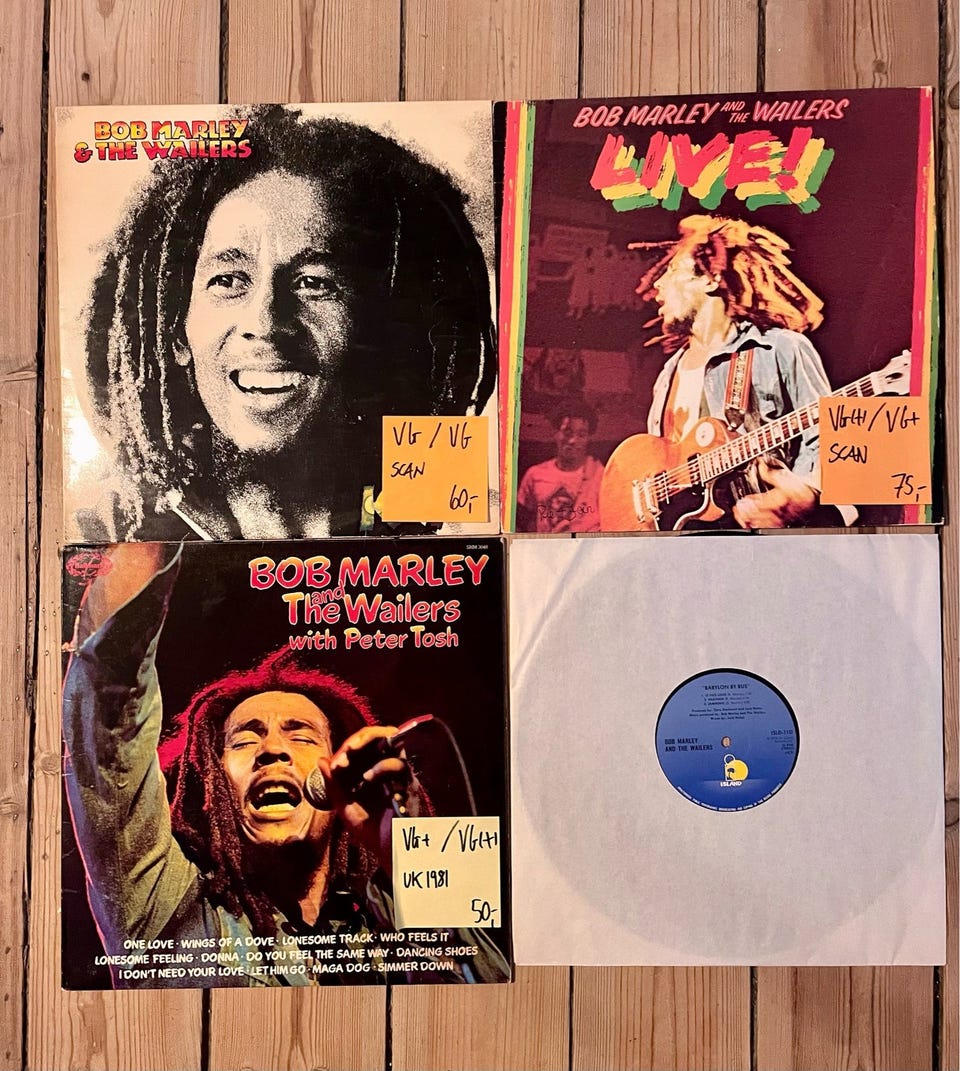 BOB MARLEY
& THE WAILERS
VG / VG
SCAN
60,-
BOB MARLEY AND THE WAILERS
LIVE!
VG(+) / VG+
SCAN
75,-
BOB MARLEY
and
The Wailers
with Peter Tosh
VG+ / VG(+)
UK 1981
50,-
ONE LOVE · WINGS OF A DOVE · LONESOME TRACK · WHO FEELS IT
LONESOME FEELING · DONNA · DO YOU FEEL THE SAME WAY · DANCING SHOES
I DON'T NEED YOUR LOVE · LET HIM GO · MAGA DOG · SIMMER DOWN
"BABYLON BY BUS"
BOB MARLEY
AND THE WAILERS
ISLAND